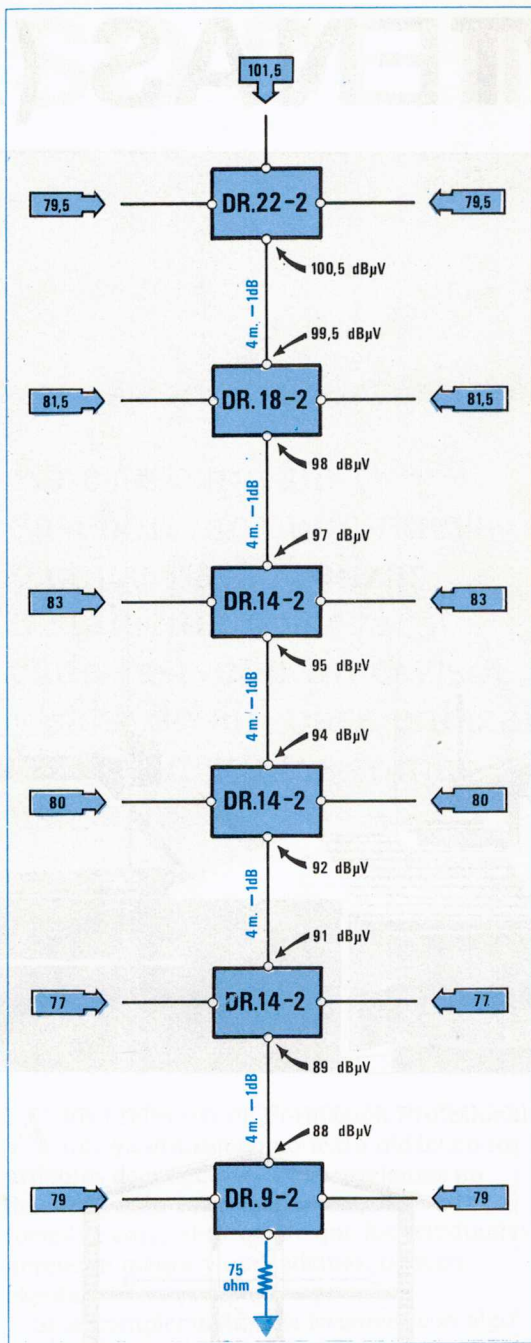 101,5
79,5
DR.22-2
79,5
100,5 dBµV
4 m. — 1dB
99,5 dBµV
81,5
DR.18-2
81,5
98 dBµV
4 m. — 1dB
97 dBµV
83
DR.14-2
83
95 dBµV
4 m. — 1dB
94 dBµV
80
DR.14-2
80
92 dBµV
4 m. — 1dB
91 dBµV
77
DR.14-2
77
89 dBµV
4 m. — 1dB
88 dBµV
79
DR.9-2
79
75
ohm